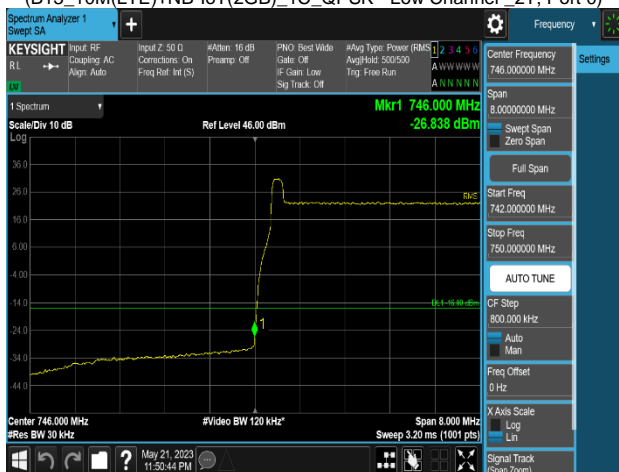 (B13_10M(LTE)+NB-IoT(2GB)_1C_QPSK - Low Channel _2T, Port 0)
Spectrum Analyzer 1
Swept SA
+
Frequency
KEYSIGHT
RL
LW
Input: RF
Coupling: AC
Align: Auto
Input Z: 50 Ω
Corrections: On
Freq Ref: Int (S)
#Atten: 16 dB
Preamp: Off
PNO: Best Wide
Gate: Off
IF Gain: Low
Sig Track: Off
#Avg Type: Power (RMS)
Avg|Hold: 500/500
Trig: Free Run
1 2 3 4 5 6
A W W W W W
A N N N N N
Center Frequency
746.000000 MHz
Settings
1 Spectrum
Mkr1 746.000 MHz
-26.838 dBm
Scale/Div 10 dB
Ref Level 46.00 dBm
Log
36.0
26.0
16.0
6.00
-4.00
-14.0
-24.0
-34.0
-44.0
RMS
DL1 -16.00 dBm
1
Center 746.000 MHz
#Video BW 120 kHz*
Span 8.000 MHz
#Res BW 30 kHz
Sweep 3.20 ms (1001 pts)
Span
8.00000000 MHz
Swept Span
Zero Span
Full Span
Start Freq
742.000000 MHz
Stop Freq
750.000000 MHz
AUTO TUNE
CF Step
800.000 kHz
Auto
Man
Freq Offset
0 Hz
X Axis Scale
Log
Lin
Signal Track
(Span Zoom)
?
May 21, 2023
11:50:44 PM